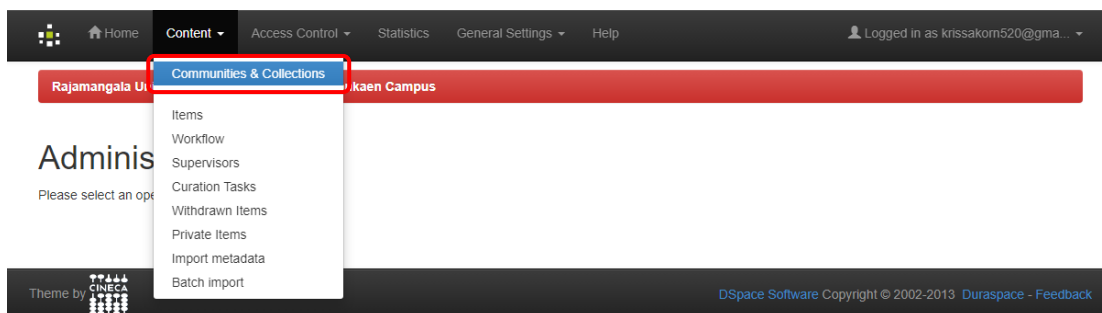 Home Content Access Control Statistics General Settings Help Logged in as krissakorn520@gma...
Communities & Collections
Rajamangala U kaen Campus
Items
Workflow
Adminis
Supervisors
Please select an ope
Curation Tasks
Withdrawn Items
Private Items
Import metadata
Batch import
Theme by CINECA DSpace Software Copyright © 2002-2013 Duraspace - Feedback